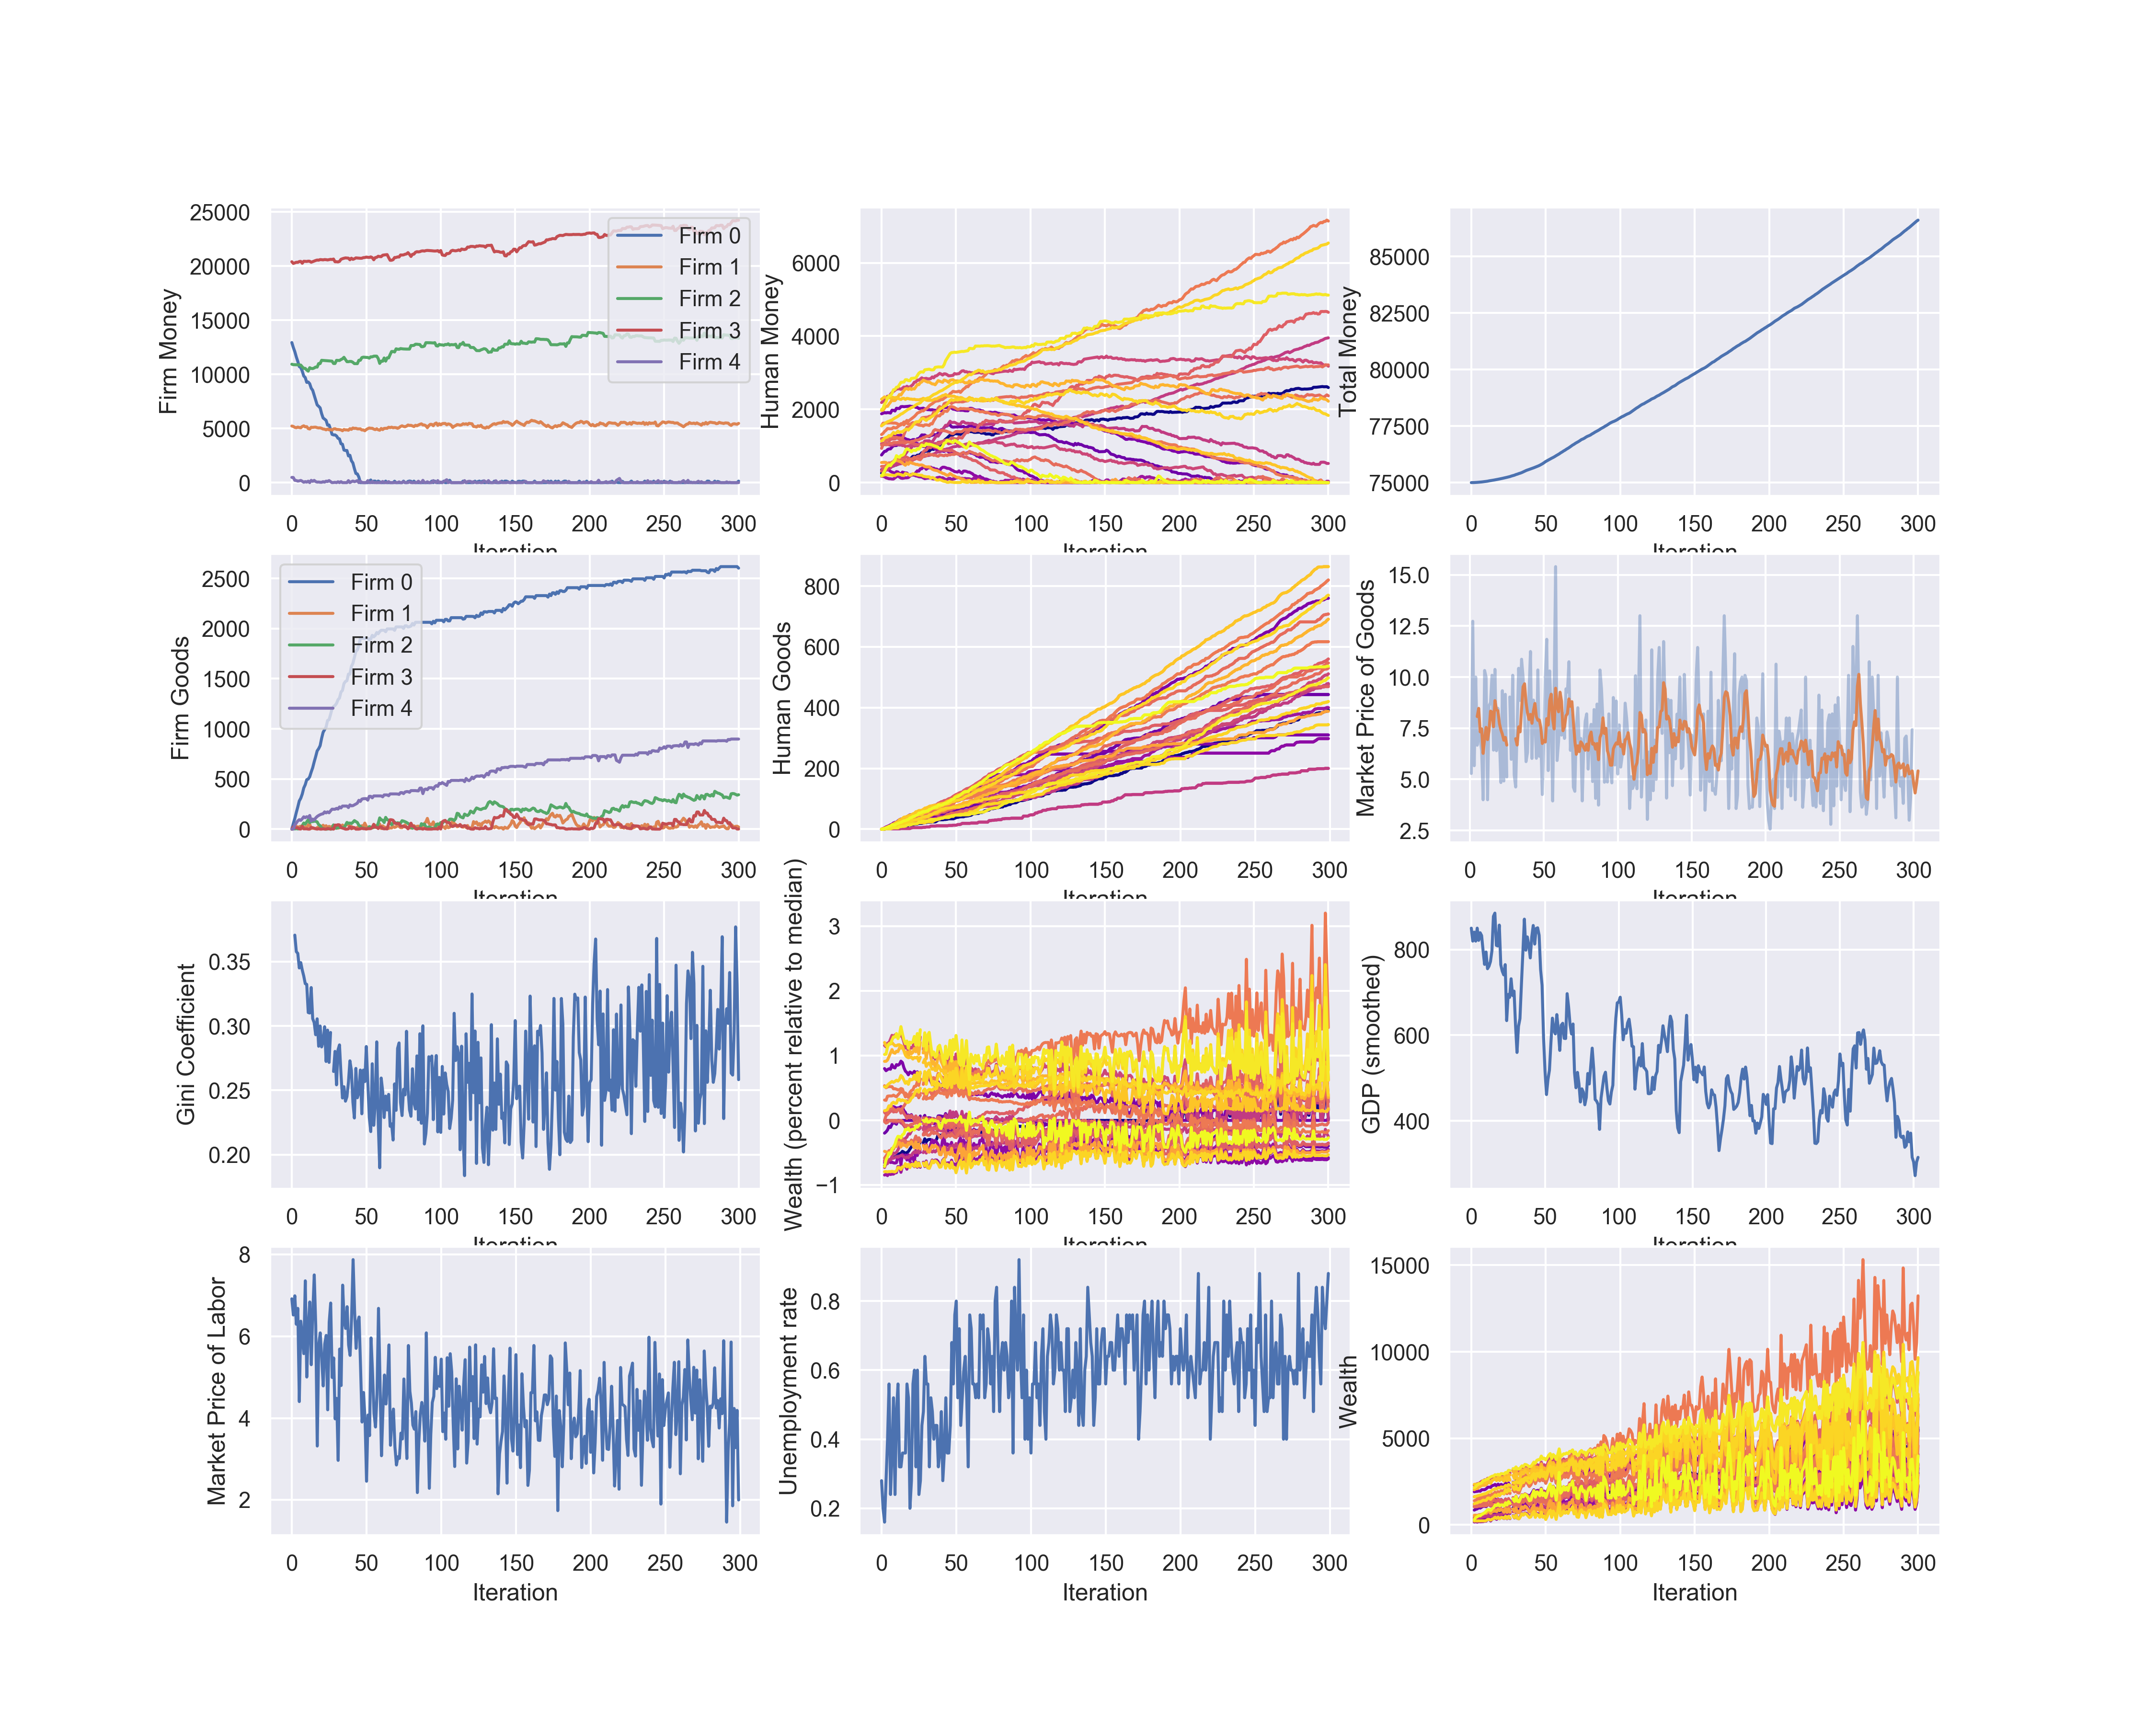 Firm Money
25000
20000
15000
10000
5000
0
0 50 100 150 200 250 300
Iteration
Firm 0
Firm 1
Firm 2
Firm 3
Firm 4
Human Money
6000
4000
2000
0
0 50 100 150 200 250 300
Iteration
Total Money
85000
82500
80000
77500
75000
0 50 100 150 200 250 300
Iteration
Firm Goods
2500
2000
1500
1000
500
0
0 50 100 150 200 250 300
Iteration
Firm 0
Firm 1
Firm 2
Firm 3
Firm 4
Human Goods
800
600
400
200
0
0 50 100 150 200 250 300
Iteration
Market Price of Goods
15.0
12.5
10.0
7.5
5.0
2.5
0 50 100 150 200 250 300
Iteration
Gini Coefficient
0.35
0.30
0.25
0.20
0 50 100 150 200 250 300
Iteration
Wealth (percent relative to median)
3
2
1
0
−1
0 50 100 150 200 250 300
Iteration
GDP (smoothed)
800
600
400
0 50 100 150 200 250 300
Iteration
Market Price of Labor
8
6
4
2
0 50 100 150 200 250 300
Iteration
Unemployment rate
0.8
0.6
0.4
0.2
0 50 100 150 200 250 300
Iteration
Wealth
15000
10000
5000
0
0 50 100 150 200 250 300
Iteration